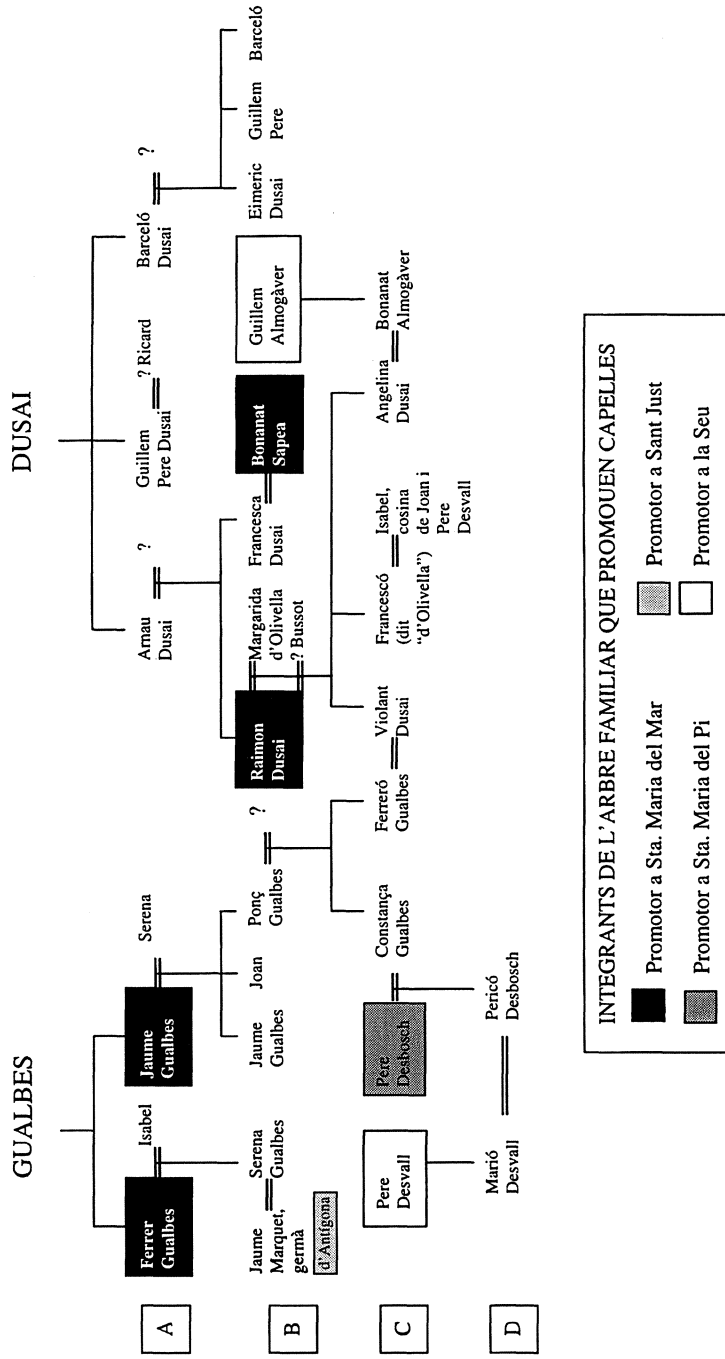 GUALBES
DUSAI
A
Ferrer
Gualbes
Isabel
Jaume
Gualbes
Serena
Arnau
Dusai
?
Guillem
Pere Dusai
? Ricard
Barceló
Dusai
?
B
Jaume
Marquet,
germà
d'Antígona
Serena
Gualbes
Jaume
Gualbes
Joan
Ponç
Gualbes
?
Raimon
Dusai
Margarida
d'Olivella
? Bussot
Francesca
Dusai
Bonanat
Sapea
Guillem
Almogàver
Eimeric
Dusai
Guillem
Pere
Barceló
C
Pere
Desvall
Pere
Desbosch
Constança
Gualbes
Ferreró
Gualbes
Violant
Dusai
Francescó
(dit
“d'Olivella”)
Isabel,
cosina
de Joan i
Pere
Desvall
Angelina
Dusai
Bonanat
Almogàver
D
Marió
Desvall
Pericó
Desbosch
INTEGRANTS DE L'ARBRE FAMILIAR QUE PROMOUEN CAPELLES
Promotor a Sta. Maria del Mar
Promotor a Sant Just
Promotor a Sta. Maria del Pi
Promotor a la Seu